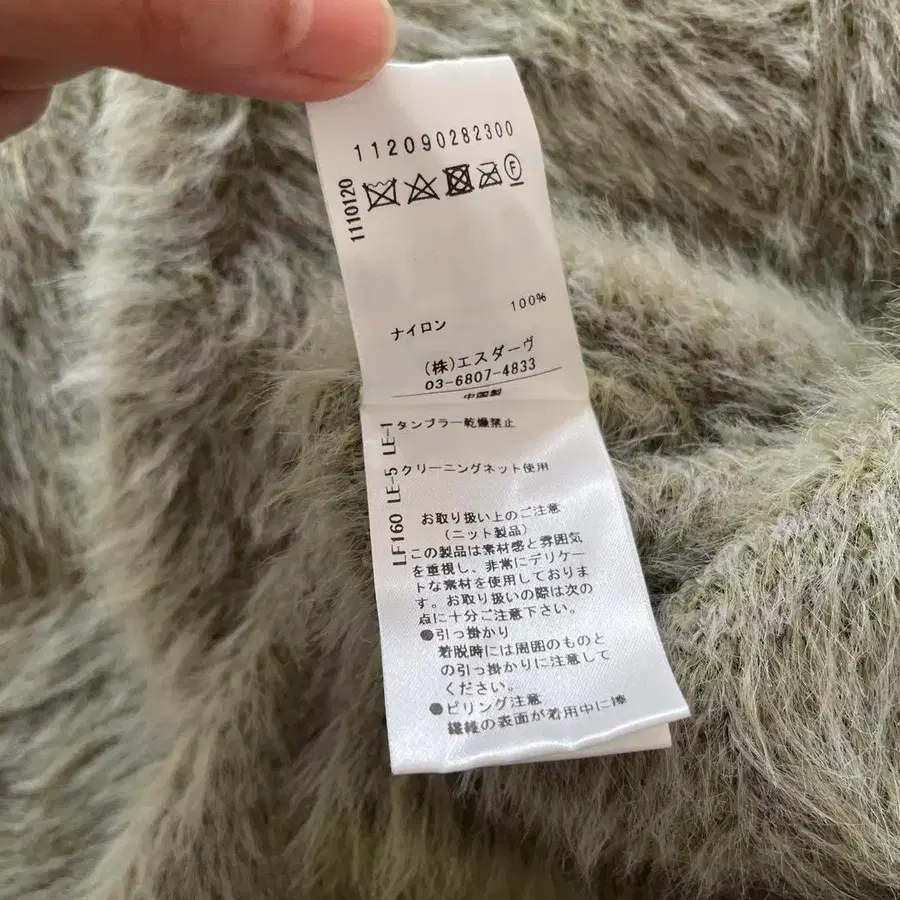 112090282300
1110120
F
ナイロン 100%
(株)エスダーヴ
03-6807-4833
中国製
LF160 LE-5 LE-1
タンブラー乾燥禁止
クリーニングネット使用
お取り扱い上のご注意
(ニット製品)
この製品は素材感と雰囲気
を重視し、非常にデリケー
トな素材を使用しておりま
す。お取り扱いの際は次の
点に十分ご注意下さい。
●引っ掛かり
着脱時には周囲のものと
の引っ掛かりに注意して
ください。
●ピリング注意
繊維の表面が着用中に擦